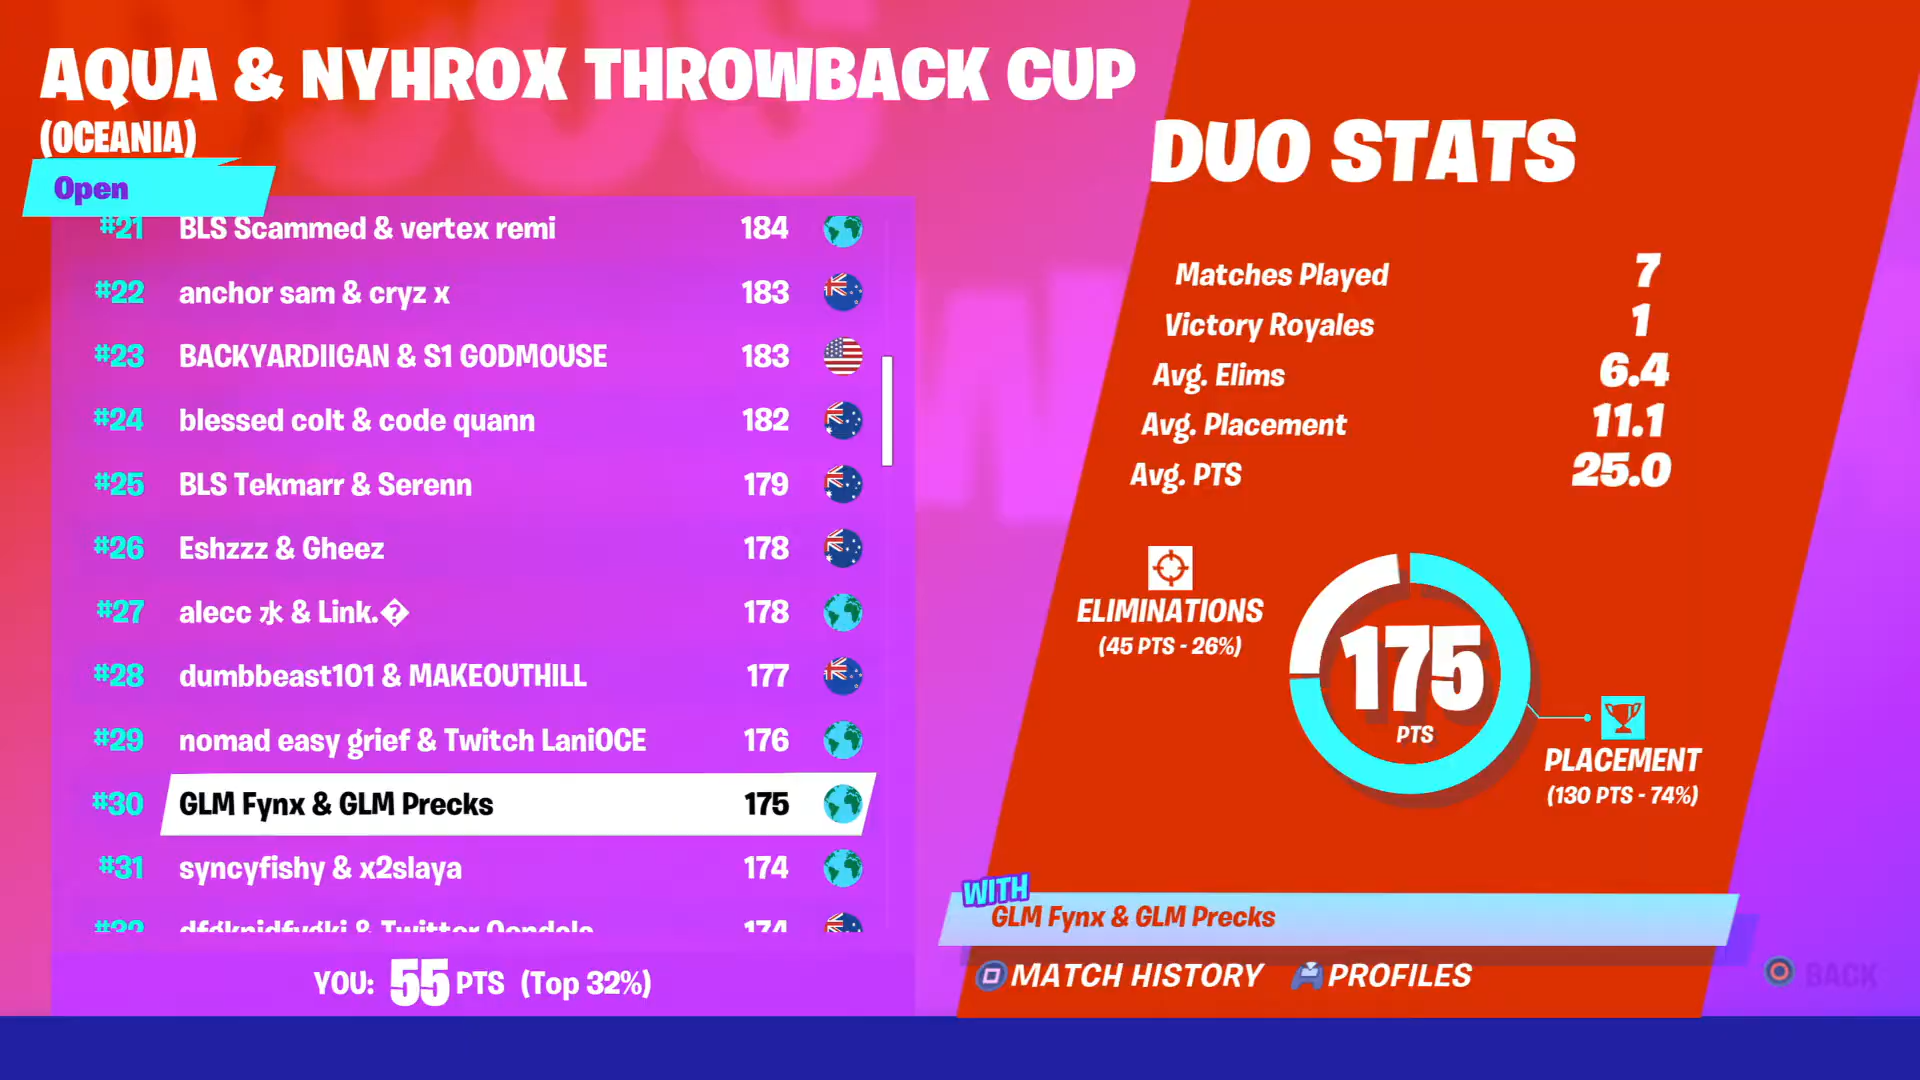 AQUA & NYHROX THROWBACK CUP
(OCEANIA)
Open
#21 BLS Scammed & vertex remi 184
#22 anchor sam & cryz x 183
#23 BACKYARDIIGAN & S1 GODMOUSE 183
#24 blessed colt & code quann 182
#25 BLS Tekmarr & Serenn 179
#26 Eshzzz & Gheez 178
#27 alecc 水 & Link.� 178
#28 dumbbeast101 & MAKEOUTHILL 177
#29 nomad easy grief & Twitch LaniOCE 176
#30 GLM Fynx & GLM Precks 175
#31 syncyfishy & x2slaya 174
#32 & Twitter 174
YOU: 55 PTS (Top 32%)
DUO STATS
Matches Played 7
Victory Royales 1
Avg. Elims 6.4
Avg. Placement 11.1
Avg. PTS 25.0
ELIMINATIONS
(45 PTS - 26%)
175
PTS
PLACEMENT
(130 PTS - 74%)
WITH
GLM Fynx & GLM Precks
MATCH HISTORY PROFILES
BACK